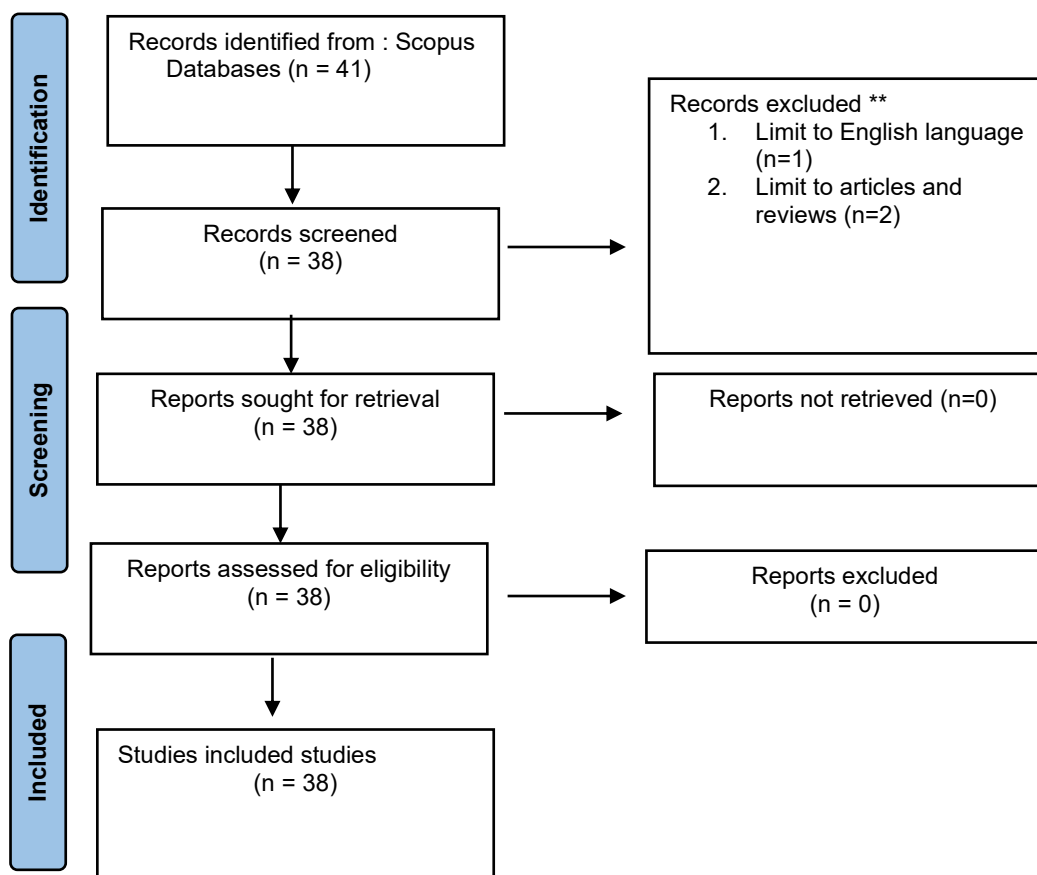 Identification
Records identified from : Scopus
Databases (n = 41)
Records excluded **
1. Limit to English language
(n=1)
2. Limit to articles and
reviews (n=2)
Records screened
(n = 38)
Screening
Reports sought for retrieval
(n = 38)
Reports not retrieved (n=0)
Reports assessed for eligibility
(n = 38)
Reports excluded
(n = 0)
Included
Studies included studies
(n = 38)